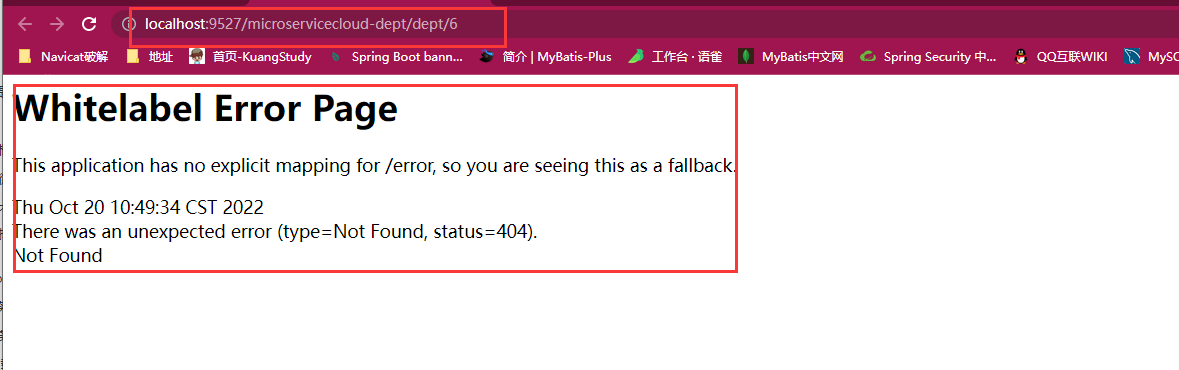 localhost:9527/microservicecloud-dept/dept/6
Navicat破解 地址 首页-KuangStudy Spring Boot bann... 简介 | MyBatis-Plus 工作台 · 语雀 MyBatis中文网 Spring Security 中... QQ互联WIKI MySC
Whitelabel Error Page
This application has no explicit mapping for /error, so you are seeing this as a fallback.
Thu Oct 20 10:49:34 CST 2022
There was an unexpected error (type=Not Found, status=404).
Not Found